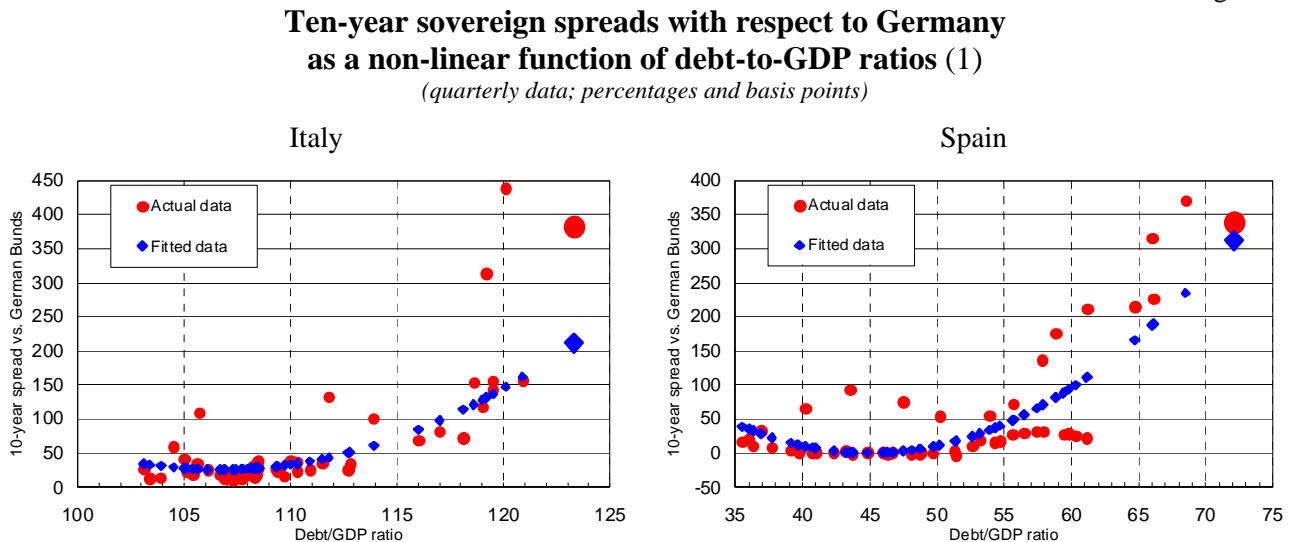 Ten-year sovereign spreads with respect to Germany
as a non-linear function of debt-to-GDP ratios (1)
(quarterly data; percentages and basis points)
Italy
Spain
10-year spread vs. German Bunds
450
400
350
300
250
200
150
100
50
0
Actual data
Fitted data
100 105 110 115 120 125
Debt/GDP ratio
10-year spread vs. German Bunds
400
350
300
250
200
150
100
50
0
-50
Actual data
Fitted data
35 40 45 50 55 60 65 70 75
Debt/GDP ratio